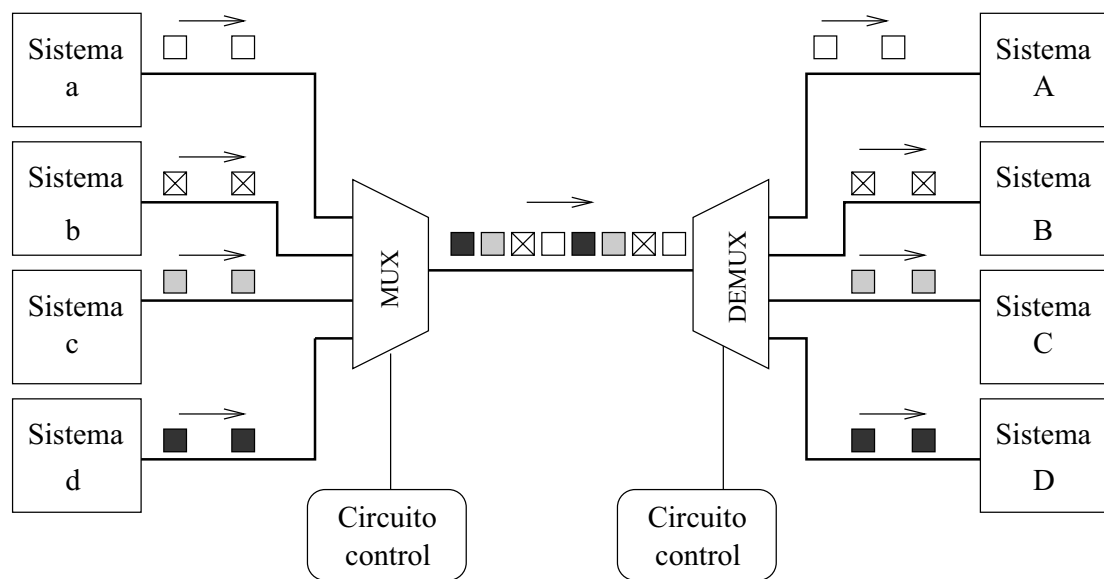 Sistema
a
Sistema
b
Sistema
c
Sistema
d
MUX
Circuito
control
DEMUX
Circuito
control
Sistema
A
Sistema
B
Sistema
C
Sistema
D